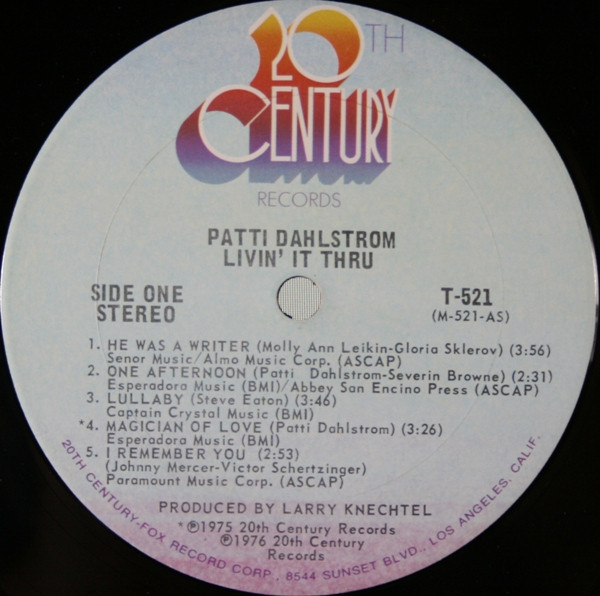 20TH
CENTURY
RECORDS
PATTI DAHLSTROM
LIVIN' IT THRU
SIDE ONE
STEREO
T-521
(M-521-AS)
1. HE WAS A WRITER (Molly Ann Leikin-Gloria Sklerov) (3:56)
Senor Music/Almo Music Corp. (ASCAP)
2. ONE AFTERNOON (Patti Dahlstrom-Severin Browne) (2:31)
Esperadora Music (BMI)/Abbey San Encino Press (ASCAP)
3. LULLABY (Steve Eaton) (3:46)
Captain Crystal Music (BMI)
*4. MAGICIAN OF LOVE (Patti Dahlstrom) (3:26)
Esperadora Music (BMI)
5. I REMEMBER YOU (2:53)
(Johnny Mercer-Victor Schertzinger)
Paramount Music Corp. (ASCAP)
PRODUCED BY LARRY KNECHTEL
*℗1975 20th Century Records
℗1976 20th Century
Records
20TH CENTURY-FOX RECORD CORP., 8544 SUNSET BLVD., LOS ANGELES, CALIF.